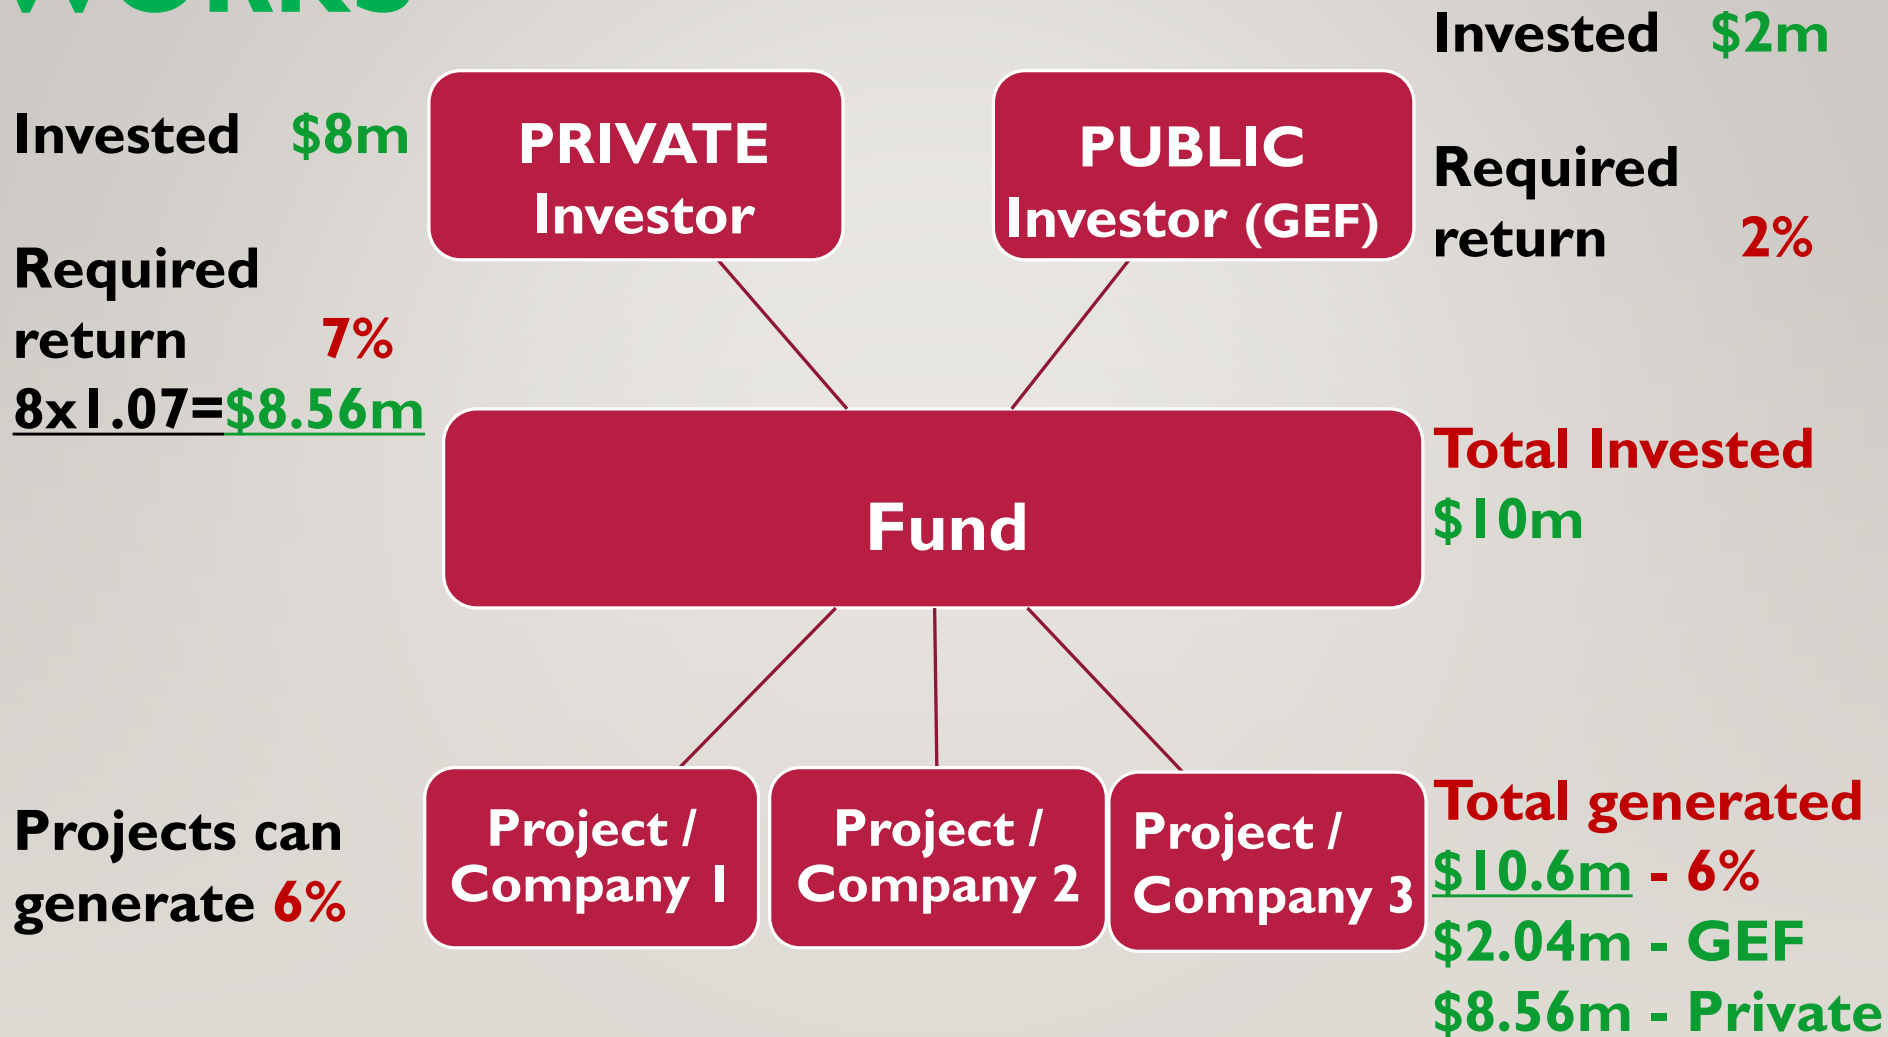 WORKS
Invested $8m
Required
return 7%
8x1.07=$8.56m
PRIVATE
Investor
PUBLIC
Investor (GEF)
Invested $2m
Required
return 2%
Fund
Total Invested
$10m
Projects can
generate 6%
Project /
Company 1
Project /
Company 2
Project /
Company 3
Total generated
$10.6m - 6%
$2.04m - GEF
$8.56m - Private